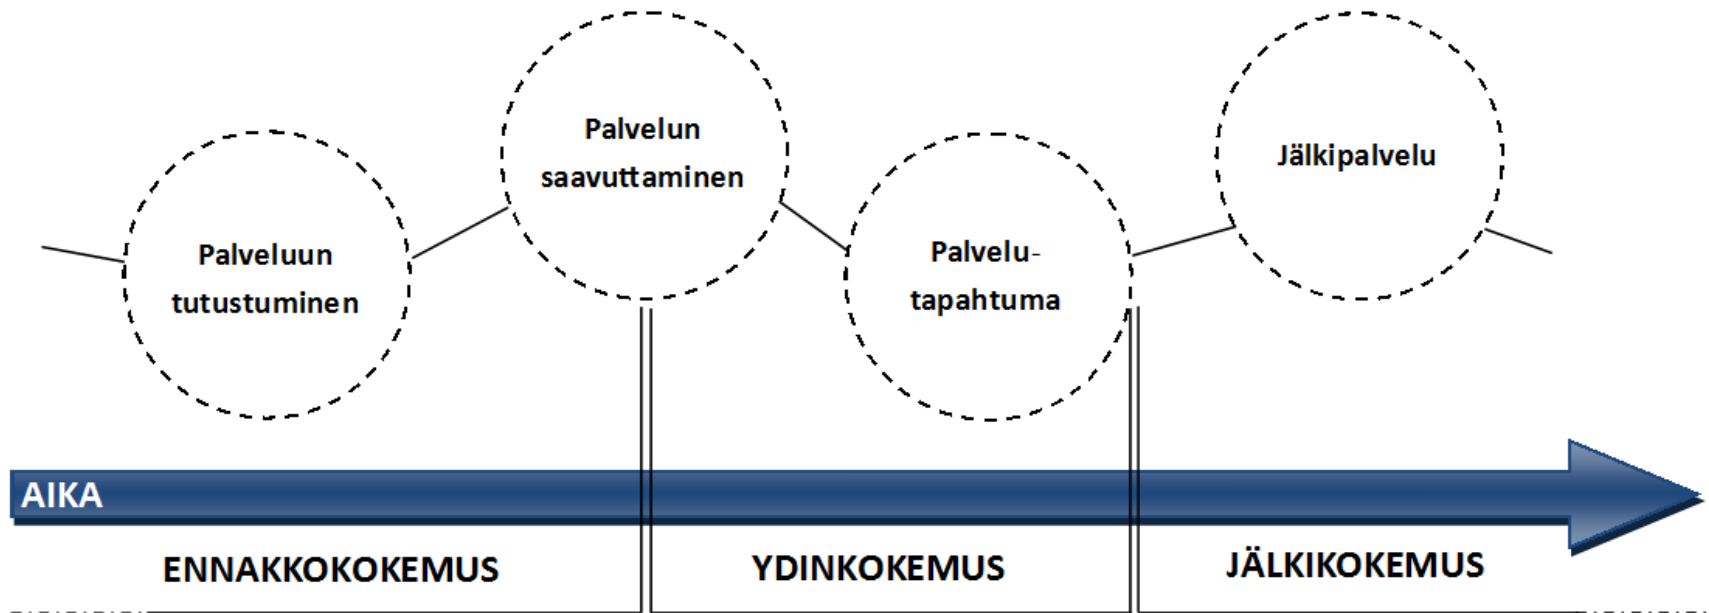 Palveluun
tutustuminen
Palvelun
saavuttaminen
Palvelu-
tapahtuma
Jälkipalvelu
AIKA
ENNAKKOKOKEMUS
YDINKOKEMUS
JÄLKIKOKEMUS